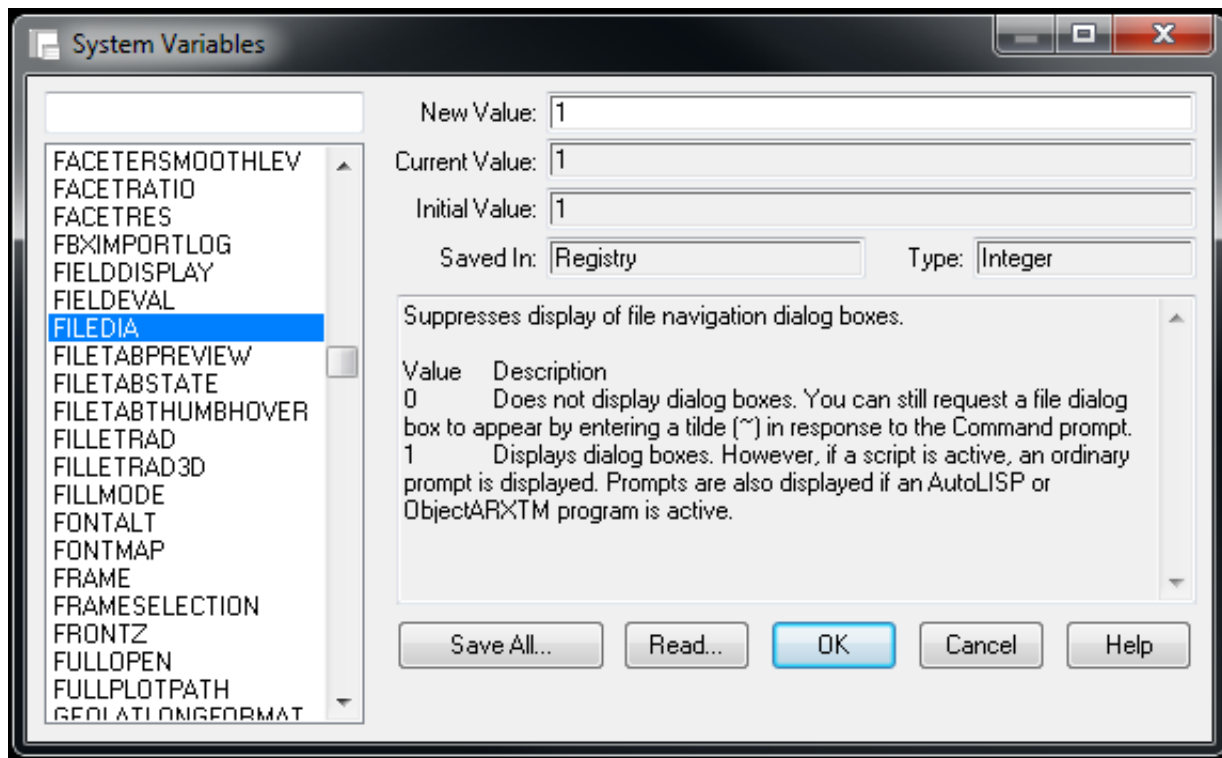 System Variables
New Value: 1
Current Value: 1
Initial Value: 1
Saved In: Registry Type: Integer
FACETERSMOOTHLEV
FACETRATIO
FACETRES
FBXIMPORTLOG
FIELDDISPLAY
FIELDEVAL
FILEDIA
FILETABPREVIEW
FILETABSTATE
FILETABTHUMBHOVER
FILLETRAD
FILLETRAD3D
FILLMODE
FONTALT
FONTMAP
FRAME
FRAMESELECTION
FRONTZ
FULLOPEN
FULLPLOTPATH
GEOLATLONGFORMAT
Suppresses display of file navigation dialog boxes.
Value Description
0 Does not display dialog boxes. You can still request a file dialog
box to appear by entering a tilde (~) in response to the Command prompt.
1 Displays dialog boxes. However, if a script is active, an ordinary
prompt is displayed. Prompts are also displayed if an AutoLISP or
ObjectARXTM program is active.
Save All... Read... OK Cancel Help